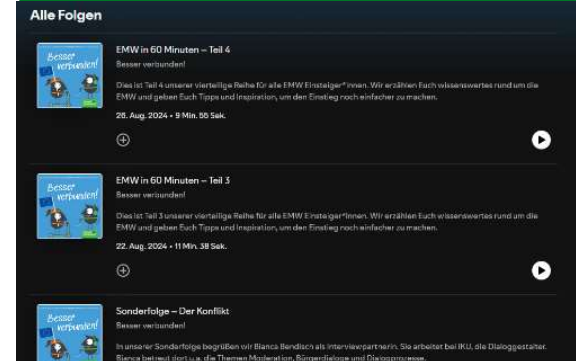 Alle Folgen
Besser verbunden!
EMW in 60 Minuten – Teil 4
Besser verbunden!
Dies ist Teil 4 unserer vierteilige Reihe für alle EMW Einsteiger*innen. Wir erzählen Euch wissenswertes rund um die
EMW und geben Euch Tipps und Inspiration, um den Einstieg noch einfacher zu machen.
26. Aug. 2024 • 9 Min. 55 Sek.
Besser verbunden!
EMW in 60 Minuten – Teil 3
Besser verbunden!
Dies ist Teil 3 unserer vierteilige Reihe für alle EMW Einsteiger*innen. Wir erzählen Euch wissenswertes rund um die
EMW und geben Euch Tipps und Inspiration, um den Einstieg noch einfacher zu machen.
22. Aug. 2024 • 11 Min. 38 Sek.
Besser verbunden!
Sonderfolge – Der Konflikt
Besser verbunden!
In unserer Sonderfolge begrüßen wir Bianca Bendisch als Interviewpartnerin. Sie arbeitet bei IKU, die Dialoggestalter.
Bianca betreut dort u.a. die Themen Moderation, Bürgerdialoge und Dialogprozesse.